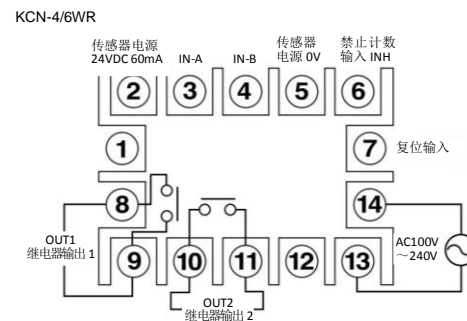 KCN-4/6WR
传感器电源
24VDC 60mA
IN-A
IN-B
传感器
电源 0V
禁止计数
输入 INH
2
3
4
5
6
1
7
复位输入
8
14
OUT1
继电器输出 1
AC100V
～240V
9
10
11
12
13
OUT2
继电器输出 2